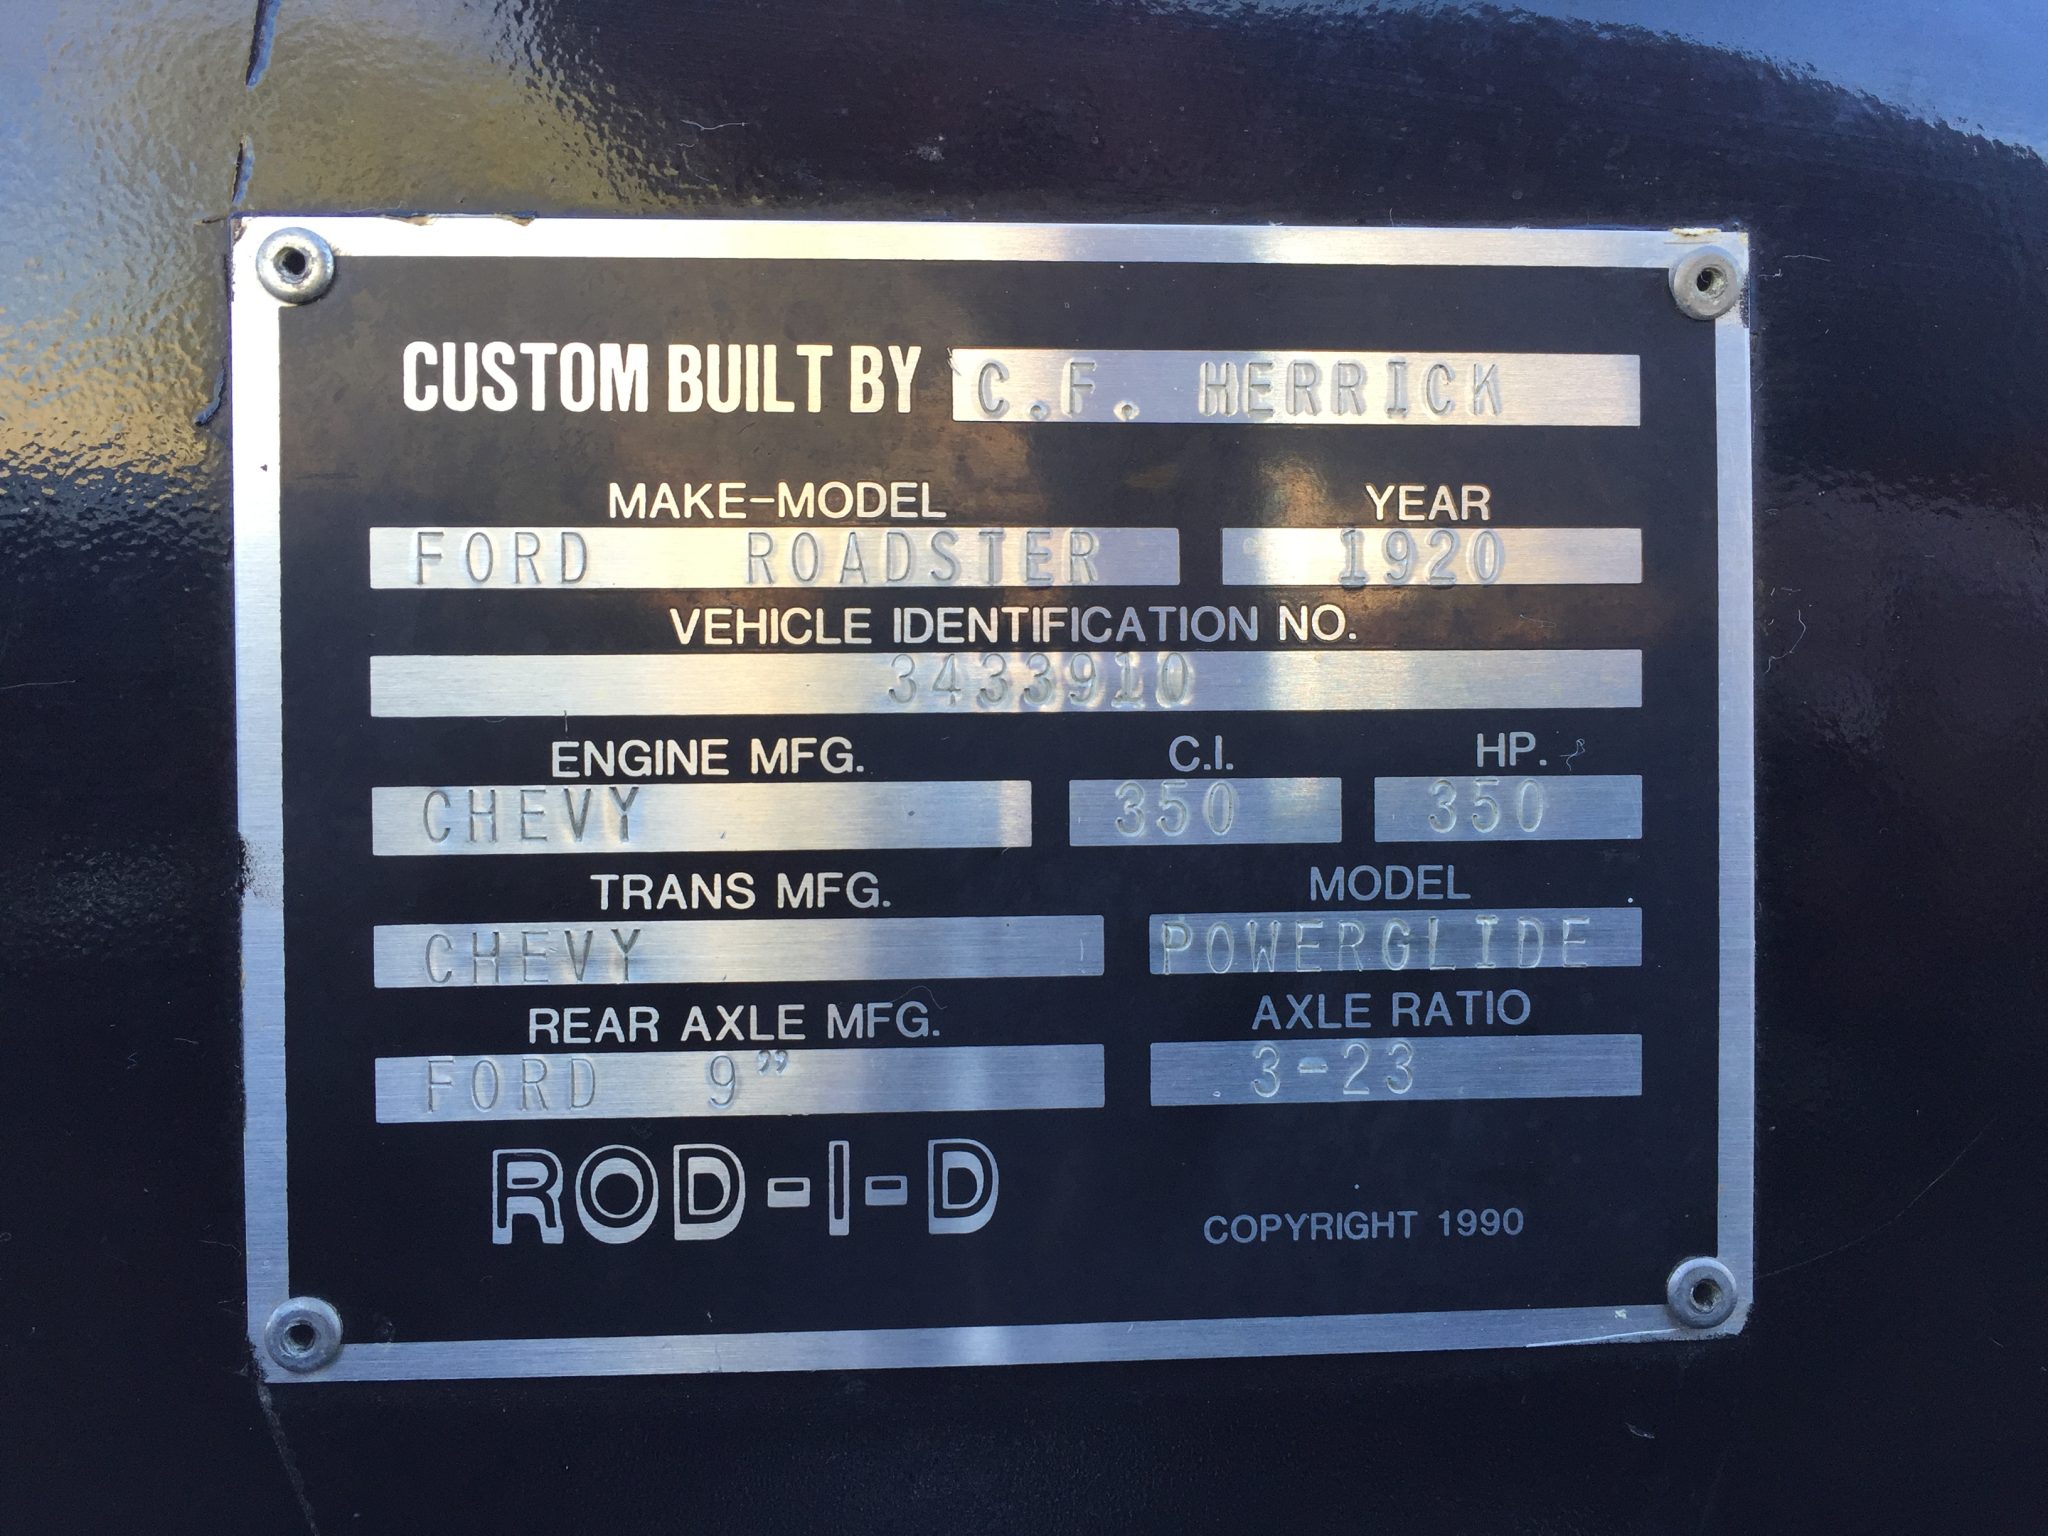 CUSTOM BUILT BY C.F. HERRICK
MAKE-MODEL YEAR
FORD ROADSTER 1920
VEHICLE IDENTIFICATION NO.
3433910
ENGINE MFG. C.I. HP.
CHEVY 350 350
TRANS MFG. MODEL
CHEVY POWERGLIDE
REAR AXLE MFG. AXLE RATIO
FORD 9” 3-23
ROD-I-D COPYRIGHT 1990